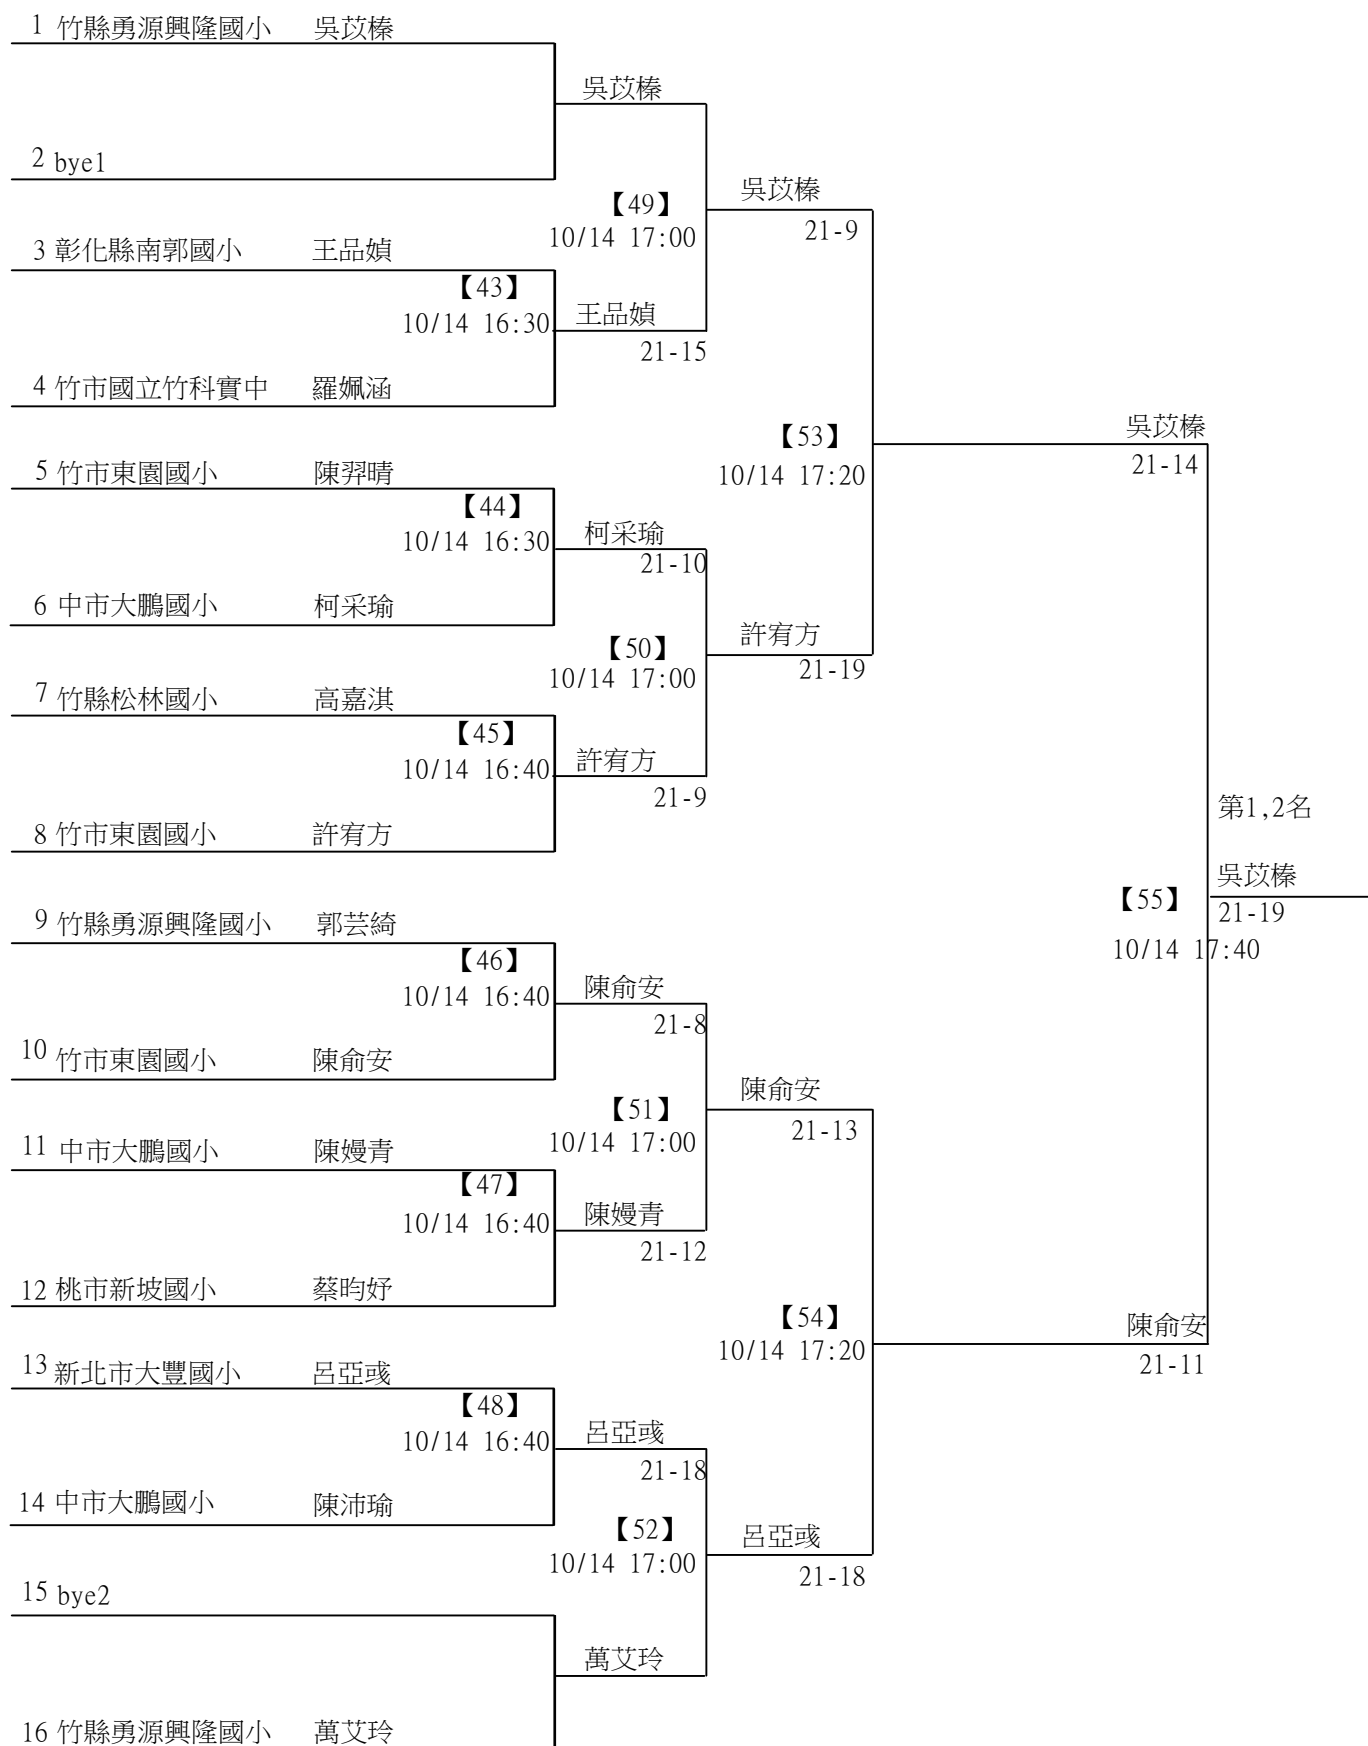 1 竹縣勇源興隆國小 吳苡榛
吳苡榛
2 bye1
吳苡榛
【49】
21-9
10/14 17:00
3 彰化縣南郭國小 王品媜
【43】
王品媜
10/14 16:30
21-15
4 竹市國立竹科實中 羅姵涵
吳苡榛
【53】
21-14
10/14 17:20
5 竹市東園國小 陳羿晴
【44】
柯采瑜
10/14 16:30
21-10
6 中市大鵬國小 柯采瑜
許宥方
【50】
21-19
10/14 17:00
7 竹縣松林國小 高嘉淇
【45】
許宥方
10/14 16:40
21-9
第1,2名
8 竹市東園國小 許宥方
吳苡榛
【55】
21-19
10/14 17:40
9 竹縣勇源興隆國小 郭芸綺
【46】
陳俞安
10/14 16:40
21-8
10 竹市東園國小 陳俞安
陳俞安
【51】
21-13
10/14 17:00
11 中市大鵬國小 陳嫚青
【47】
陳嫚青
10/14 16:40
21-12
12 桃市新坡國小 蔡昀妤
【54】
陳俞安
10/14 17:20
21-11
13 新北市大豐國小 呂亞彧
【48】
呂亞彧
10/14 16:40
21-18
14 中市大鵬國小 陳沛瑜
【52】
呂亞彧
10/14 17:00
21-18
15 bye2
萬艾玲
16 竹縣勇源興隆國小 萬艾玲